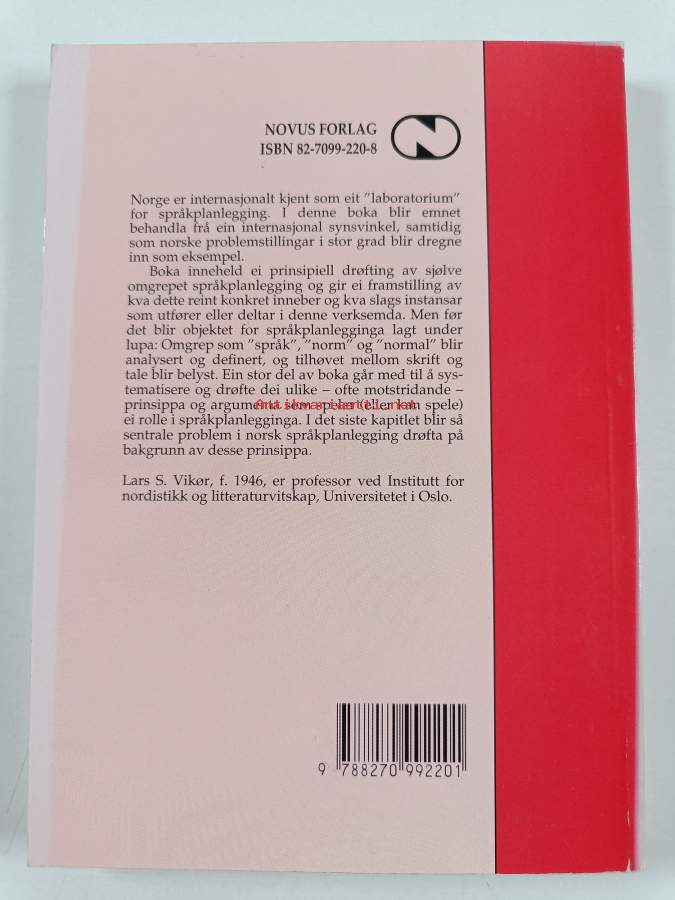 NOVUS FORLAG
ISBN 82-7099-220-8
Norge er internasjonalt kjent som eit ”laboratorium”
for språkplanlegging. I denne boka blir emnet
behandla frå ein internasjonal synsvinkel, samtidig
som norske problemstillingar i stor grad blir dregne
inn som eksempel.
Boka inneheld ei prinsipiell drøfting av sjølve
omgrepet språkplanlegging og gir ei framstilling av
kva dette reint konkret inneber og kva slags instansar
som utfører eller deltar i denne verksemda. Men før
det blir objektet for språkplanlegginga lagt under
lupa: Omgrep som ”språk”, ”norm” og ”normal” blir
analysert og definert, og tilhøvet mellom skrift og
tale blir belyst. Ein stor del av boka går med til å sys-
tematisere og drøfte dei ulike – ofte motstridande –
prinsippa og argumenta som spelar (eller kan spele)
ei rolle i språkplanlegginga. I det siste kapitlet blir så
sentrale problem i norsk språkplanlegging drøfta på
bakgrunn av desse prinsippa.
Lars S. Vikør, f. 1946, er professor ved Institutt for
nordistikk og litteraturvitskap, Universitetet i Oslo.
9 788270 992201